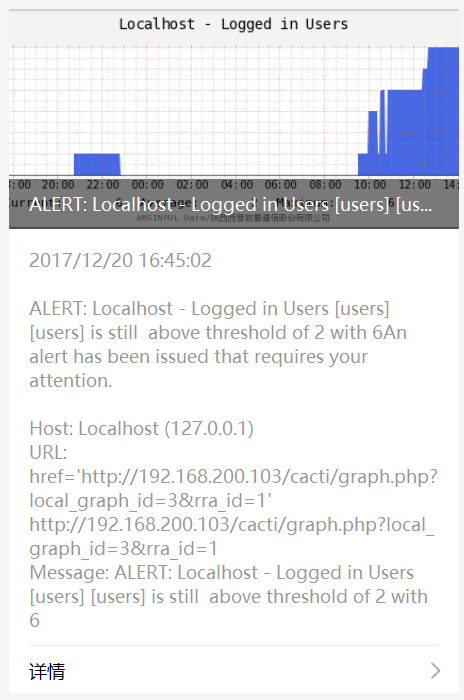 Localhost - Logged in Users
20:00 22:00 00:00 02:00 04:00 06:00 08:00 10:00 12:00
ALERT: Localhost - Logged in Users [users] [us...
2017/12/20 16:45:02
ALERT: Localhost - Logged in Users [users]
[users] is still  above threshold of 2 with 6An
alert has been issued that requires your
attention.
Host: Localhost (127.0.0.1)
URL:
href='http://192.168.200.103/cacti/graph.php?
local_graph_id=3&rra_id=1'
http://192.168.200.103/cacti/graph.php?local_
graph_id=3&rra_id=1
Message: ALERT: Localhost - Logged in Users
[users] [users] is still  above threshold of 2 with
6
详情